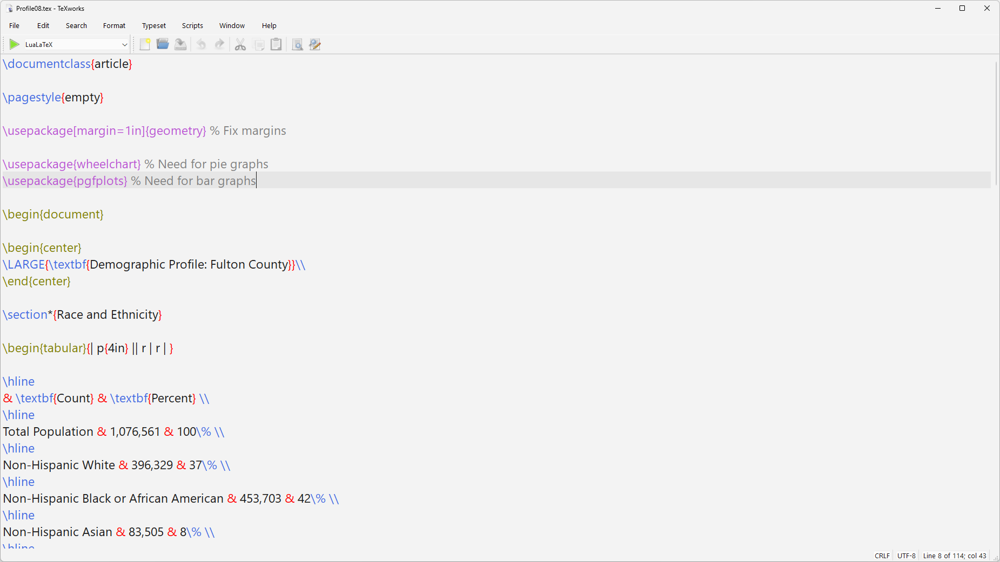 Profile08.tex - TeXworks
File Edit Search Format Typeset Scripts Window Help
LuaLaTeX
\documentclass{article}
\pagestyle{empty}
\usepackage[margin=1in]{geometry} % Fix margins
\usepackage{wheelchart} % Need for pie graphs
\usepackage{pgfplots} % Need for bar graphs
\begin{document}
\begin{center}
\LARGE{\textbf{Demographic Profile: Fulton County}}\\
\end{center}
\section*{Race and Ethnicity}
\begin{tabular}{| p{4in} || r | r | }
\hline
& \textbf{Count} & \textbf{Percent} \\
\hline
Total Population & 1,076,561 & 100\% \\
\hline
Non-Hispanic White & 396,329 & 37\% \\
\hline
Non-Hispanic Black or African American & 453,703 & 42\% \\
\hline
Non-Hispanic Asian & 83,505 & 8\% \\
\hline
CRLF UTF-8 Line 8 of 114; col 43